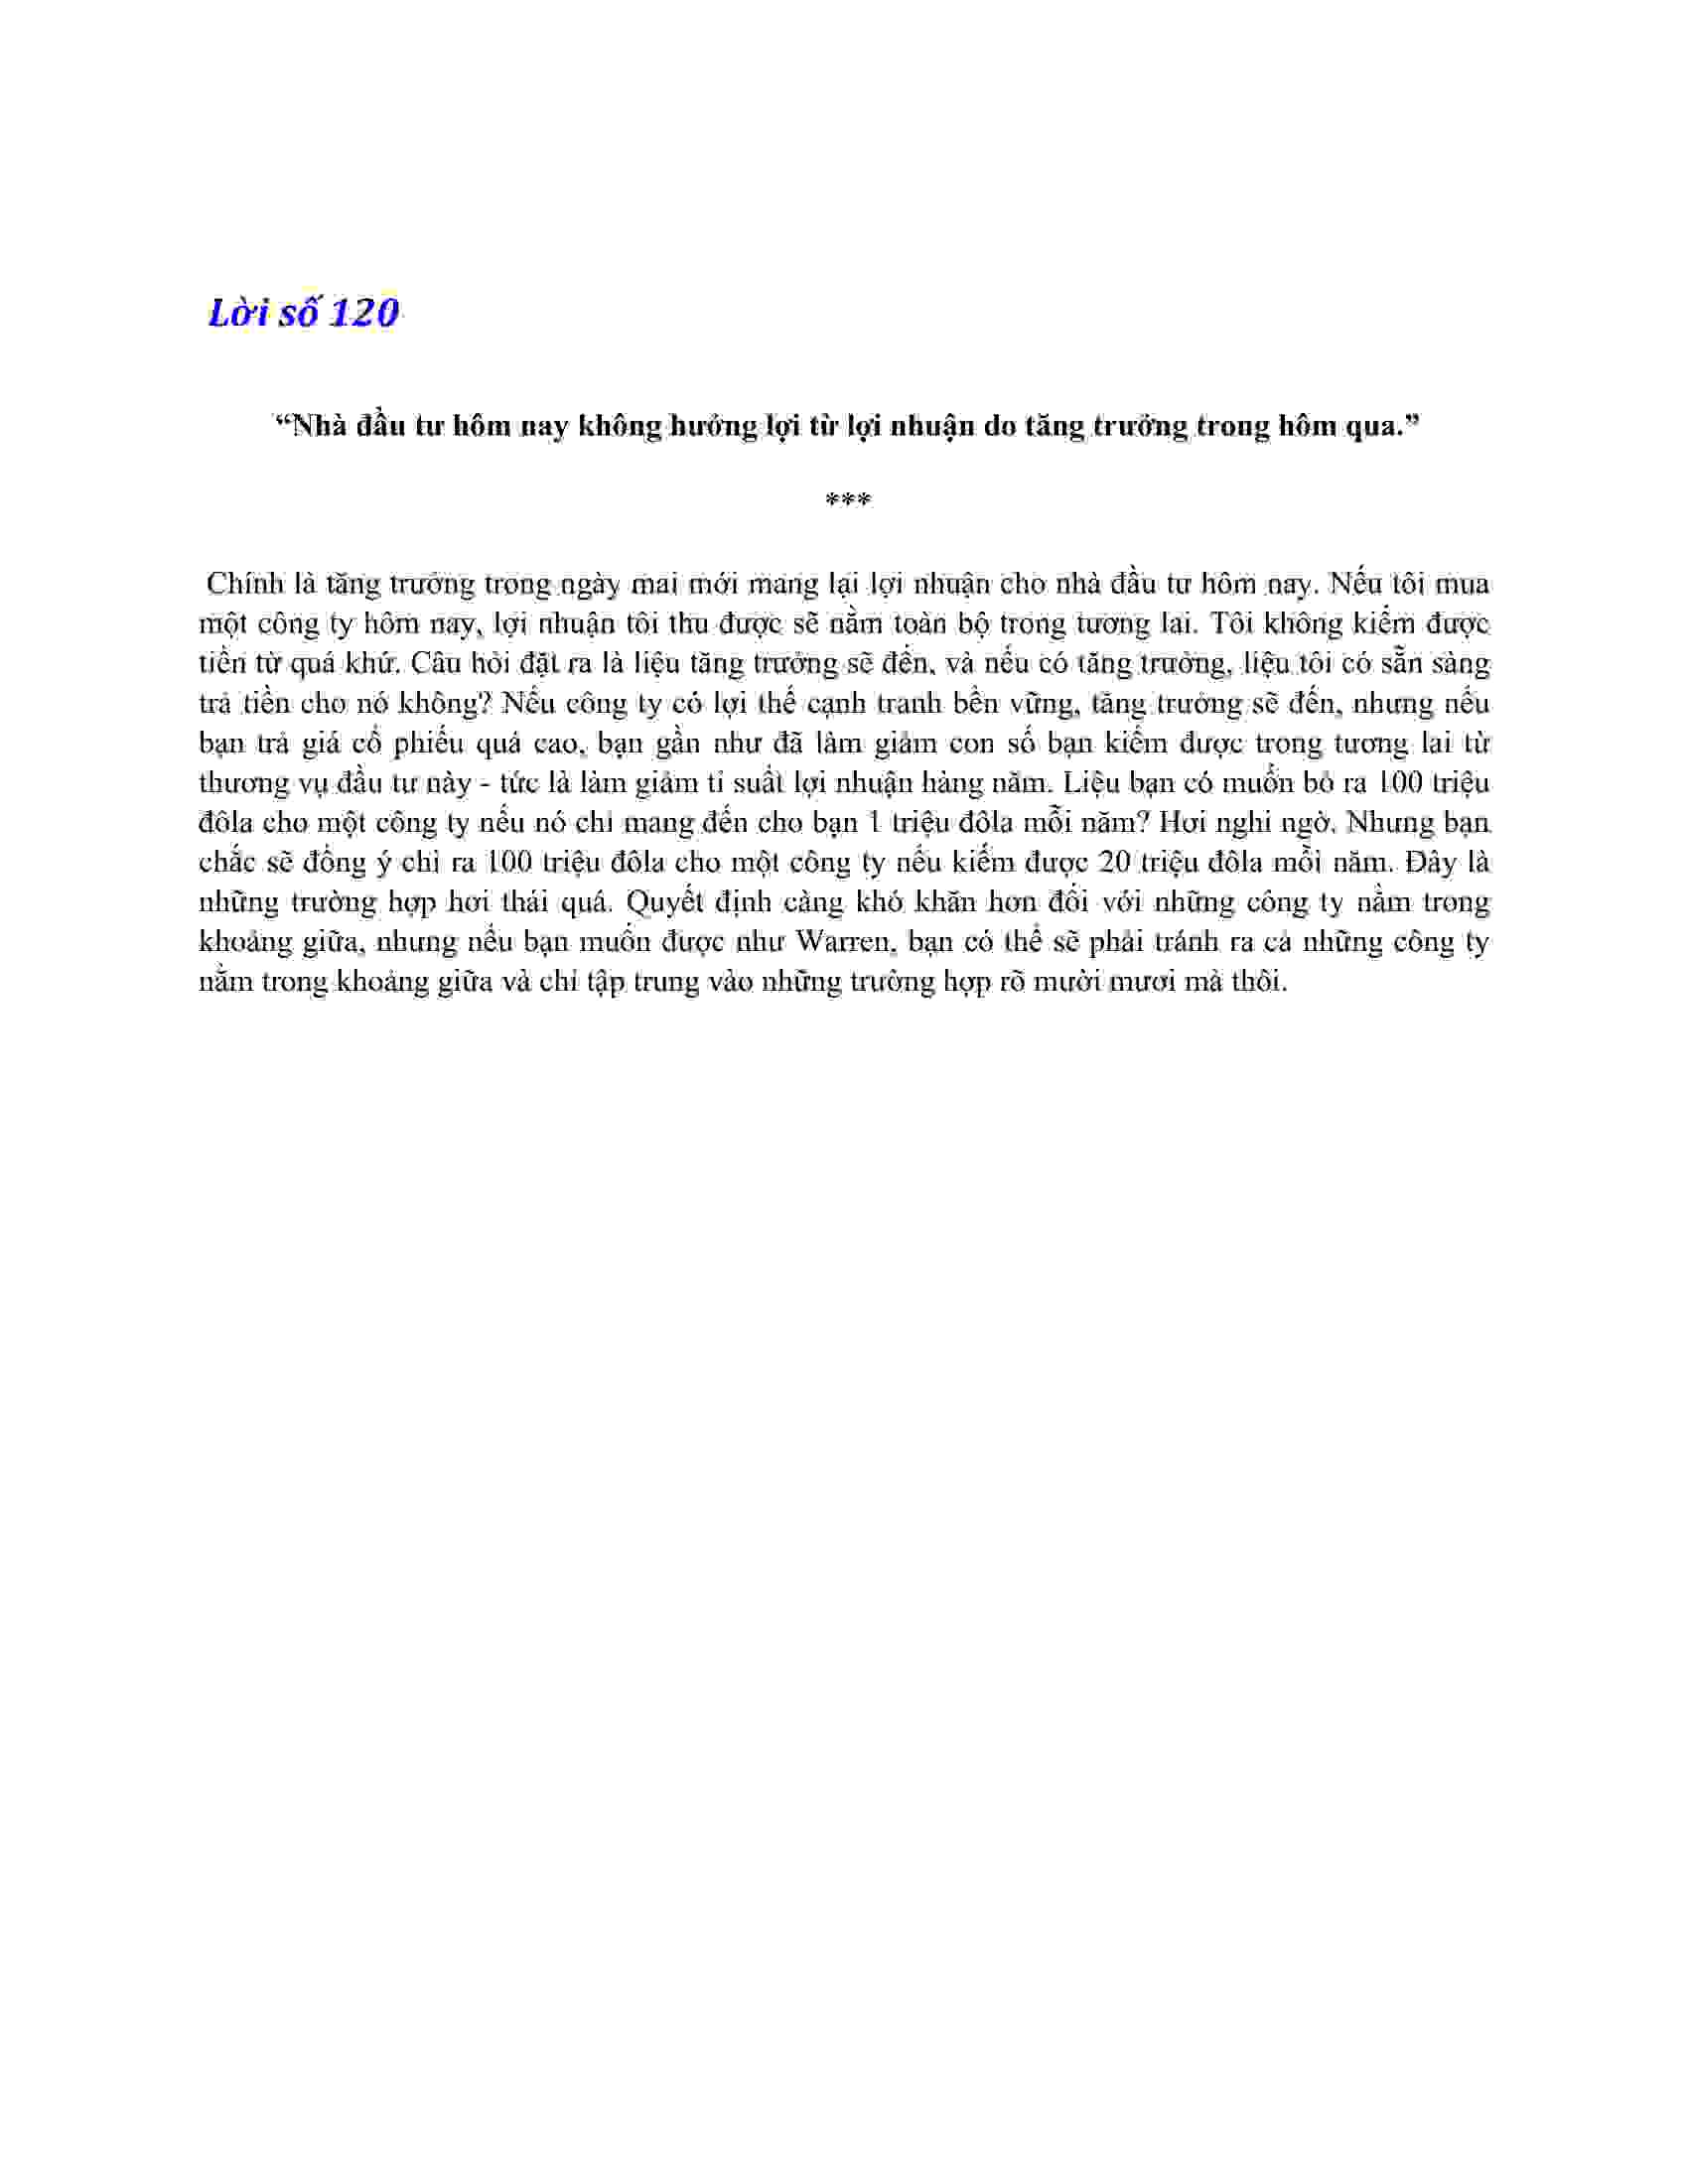 Lời số 120
“Nhà đầu tư hôm nay không hưởng lợi từ lợi nhuận do tăng trưởng trong hôm qua.”
***
Chính là tăng trưởng trong ngày mai mới mang lại lợi nhuận cho nhà đầu tư hôm nay. Nếu tôi mua
một công ty hôm nay, lợi nhuận tôi thu được sẽ nằm toàn bộ trong tương lai. Tôi không kiếm được
tiền từ quá khứ. Câu hỏi đặt ra là liệu tăng trưởng sẽ đến, và nếu có tăng trưởng, liệu tôi có sẵn sàng
trả tiền cho nó không? Nếu công ty có lợi thế cạnh tranh bền vững, tăng trưởng sẽ đến, nhưng nếu
bạn trả giá cổ phiếu quá cao, bạn gần như đã làm giảm con số bạn kiếm được trong tương lai từ
thương vụ đầu tư này - tức là làm giảm tỉ suất lợi nhuận hàng năm. Liệu bạn có muốn bỏ ra 100 triệu
đôla cho một công ty nếu nó chỉ mang đến cho bạn 1 triệu đôla mỗi năm? Hơi nghi ngờ. Nhưng bạn
chắc sẽ đồng ý chi ra 100 triệu đôla cho một công ty nếu kiếm được 20 triệu đôla mỗi năm. Đây là
những trường hợp hơi thái quá. Quyết định càng khó khăn hơn đối với những công ty nằm trong
khoảng giữa, nhưng nếu bạn muốn được như Warren, bạn có thể sẽ phải tránh ra cả những công ty
nằm trong khoảng giữa và chỉ tập trung vào những trường hợp rõ mười mươi mà thôi.